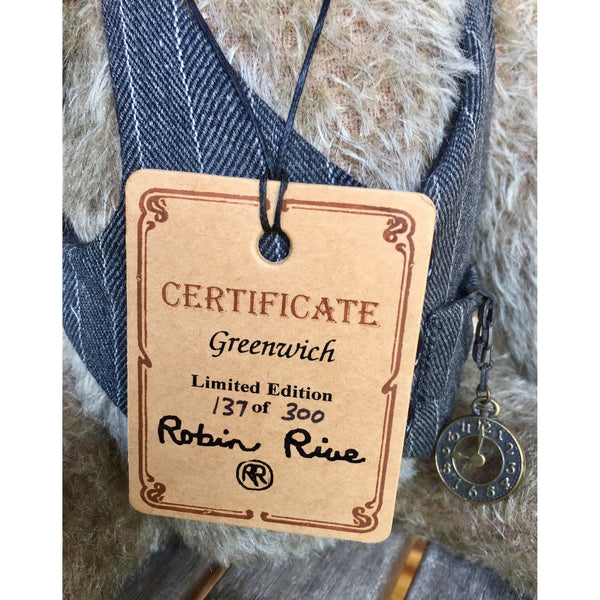 CERTIFICATE
Greenwich
Limited Edition
137 of 300
Robin Rive
RR